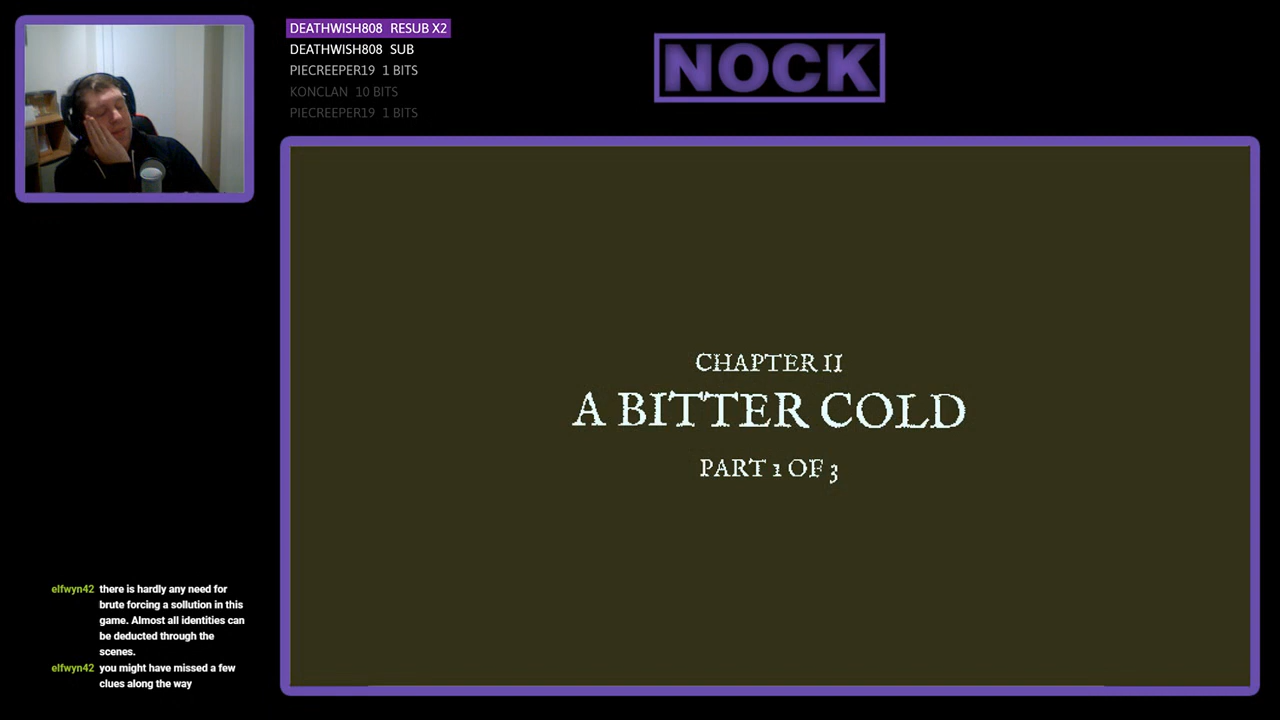 DEATHWISH808 RESUB X2
DEATHWISH808 SUB
PIECREEPER19 1 BITS
KONCLAN 10 BITS
PIECREEPER19 1 BITS
NOCK
CHAPTER II
A BITTER COLD
PART 1 OF 3
elfwyn42 there is hardly any need for
brute forcing a sollution in this
game. Almost all identities can
be deducted through the
scenes.
elfwyn42 you might have missed a few
clues along the way